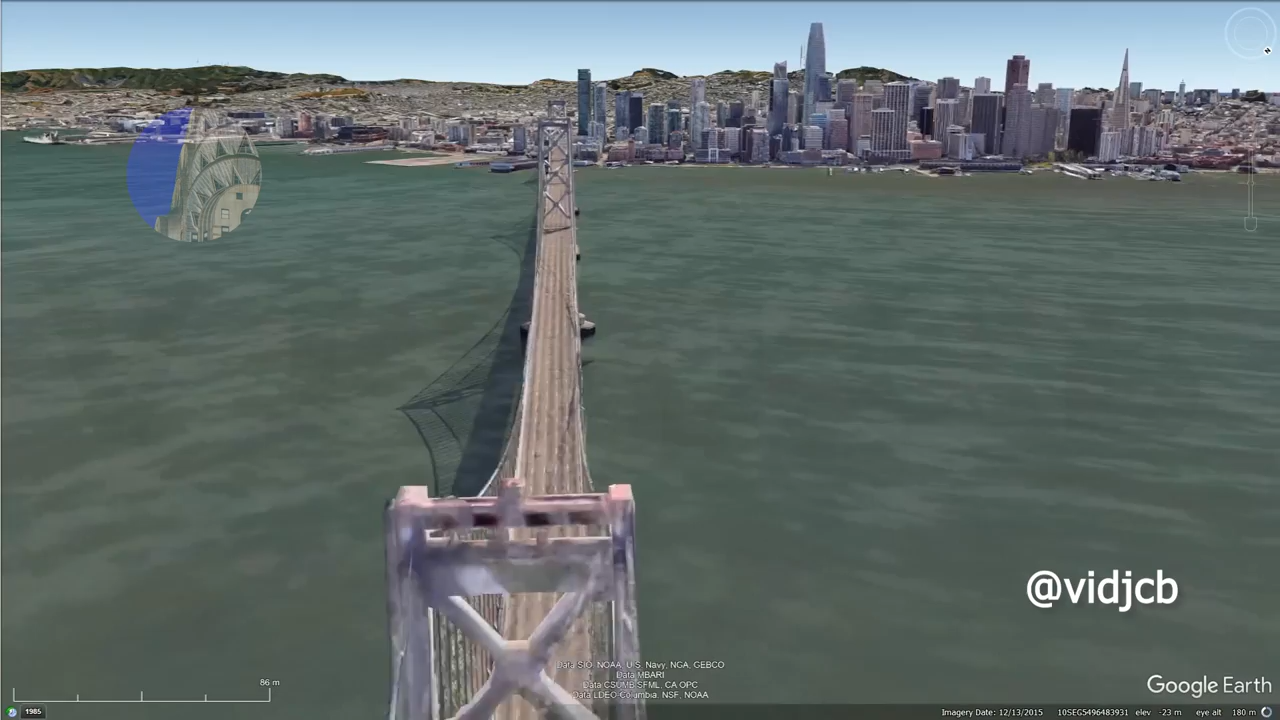 @vidjcb
Data SIO, NOAA, U.S. Navy, NGA, GEBCO
Data MBARI
Data CSUMB SFML, CA OPC
Data LDEO-Columbia, NSF, NOAA
Google Earth
86 m
1985
Imagery Date: 12/13/2015 10SEG5496483931 elev -23 m eye alt 180 m